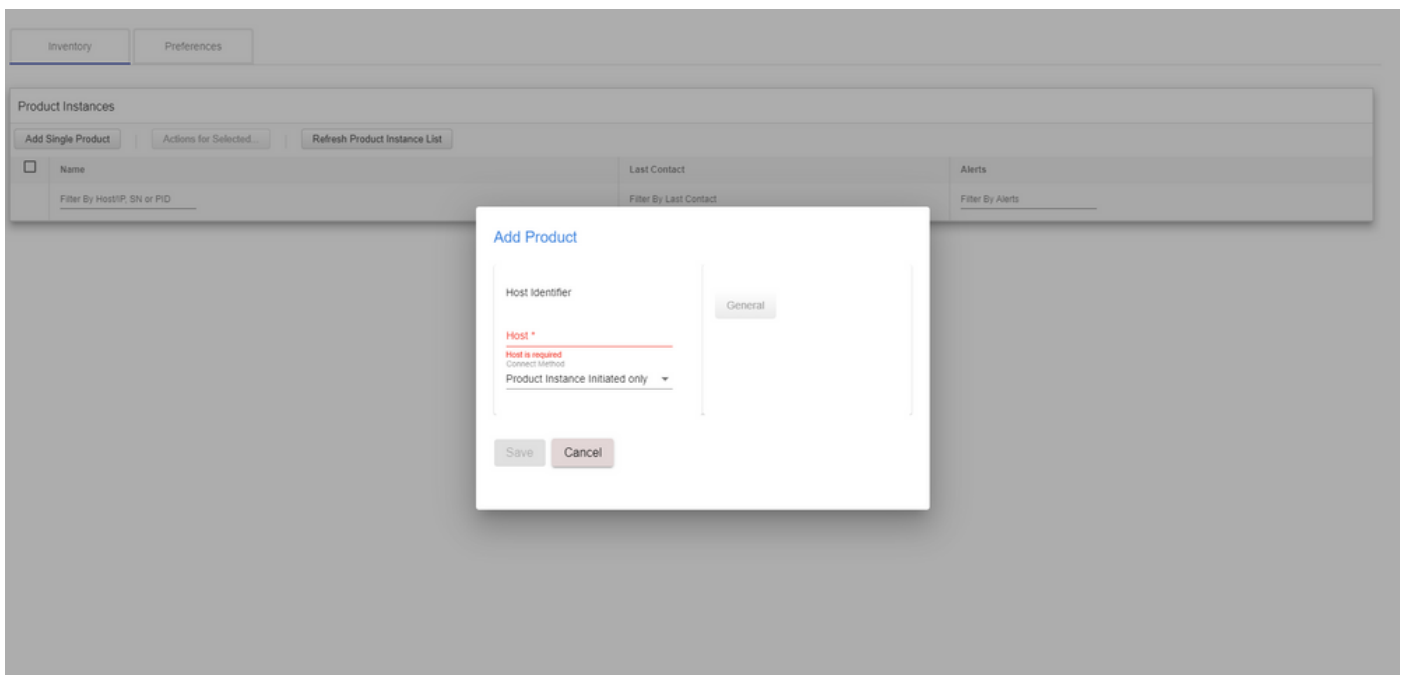 Inventory Preferences
Product Instances
Add Single Product Actions for Selected... Refresh Product Instance List
Name Last Contact Alerts
Filter By Host/IP, SN or PID Filter By Last Contact Filter By Alerts
Add Product
Host Identifier
General
Host *
Host is required
Connect Method
Product Instance Initiated only
Save Cancel